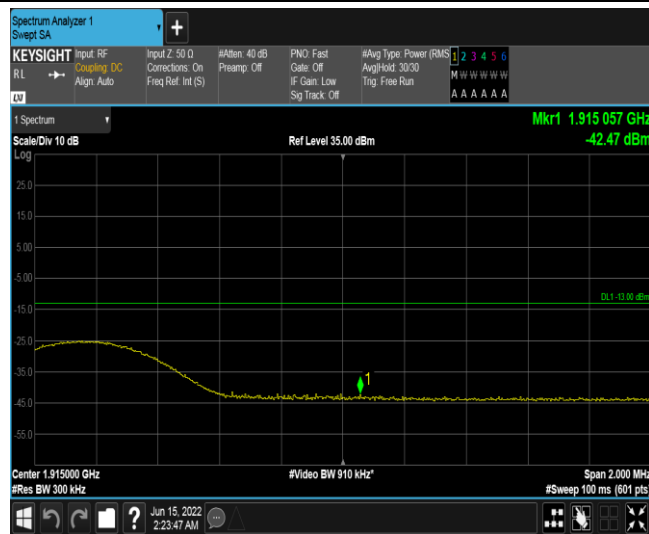 Spectrum Analyzer 1
Swept SA
KEYSIGHT Input: RF Input Z: 50 Ω #Atten: 40 dB PNO: Fast #Avg Type: Power (RMS 1 2 3 4 5 6
RL Coupling: DC Corrections: On Preamp: Off Gate: Off Avg|Hold: 30/30 M W W W W W
Align: Auto Freq Ref: Int (S) IF Gain: Low Trig: Free Run
Sig Track: Off A A A A A A
1 Spectrum Mkr1 1.915 057 GHz
Scale/Div 10 dB Ref Level 35.00 dBm -42.47 dBm
Log
25.0
15.0
5.00
-5.00
DL1 -13.00 dBm
-15.0
-25.0
-35.0
1
-45.0
-55.0
Center 1.915000 GHz #Video BW 910 kHz* Span 2.000 MHz
#Res BW 300 kHz #Sweep 100 ms (601 pts)
? Jun 15, 2022
2:23:47 AM